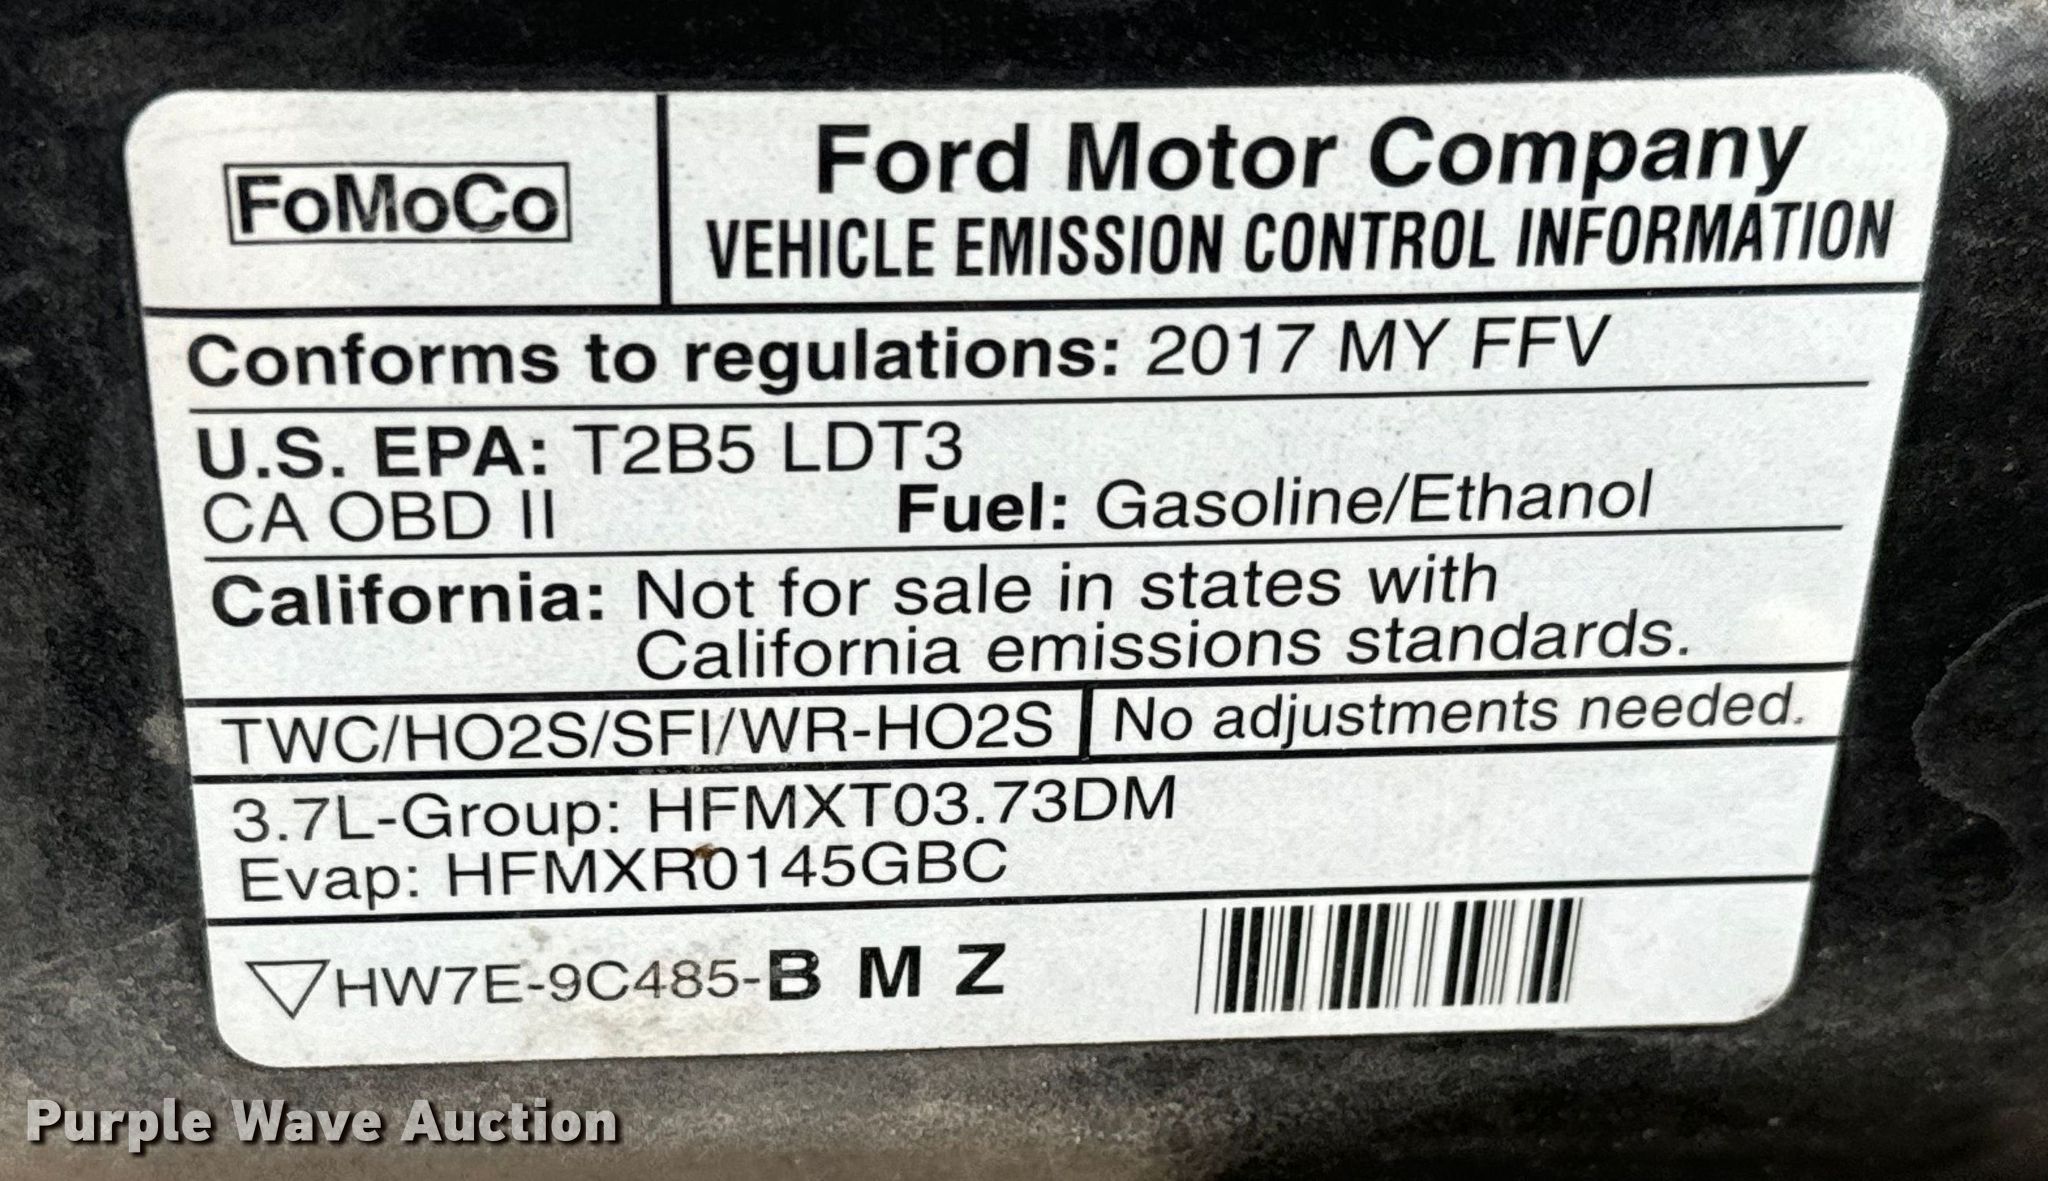 FoMoCo
Ford Motor Company
VEHICLE EMISSION CONTROL INFORMATION
Conforms to regulations: 2017 MY FFV
U.S. EPA: T2B5 LDT3
CA OBD II Fuel: Gasoline/Ethanol
California: Not for sale in states with
California emissions standards.
TWC/HO2S/SFI/WR-HO2S No adjustments needed.
3.7L-Group: HFMXT03.73DM
Evap: HFMXR0145GBC
HW7E-9C485-B M Z
Purple Wave Auction